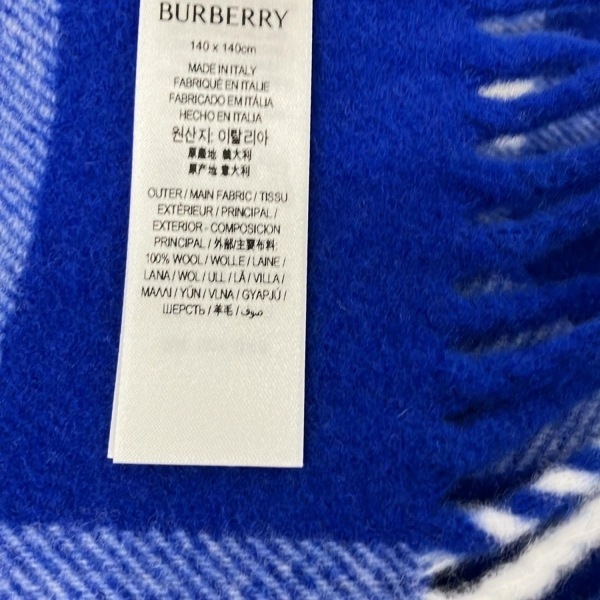 BURBERRY
140 x 140cm
MADE IN ITALY
FABRIQUÉ EN ITALIE
FABRICADO EM ITÁLIA
HECHO EN ITALIA
원산지: 이탈리아
原產地 義大利
原产地 意大利
OUTER / MAIN FABRIC / TISSU
EXTÉRIEUR / PRINCIPAL /
EXTERIOR - COMPOSICIÓN
PRINCIPAL / 外部/主要布料:
100% WOOL / WOLLE / LAINE /
LANA / WOL / ULL / LÃ / VILLA /
ΜΑΛΛΙ / YÜN / VLNA / GYAPJÚ /
ШЕРСТЬ / 羊毛 / صوف